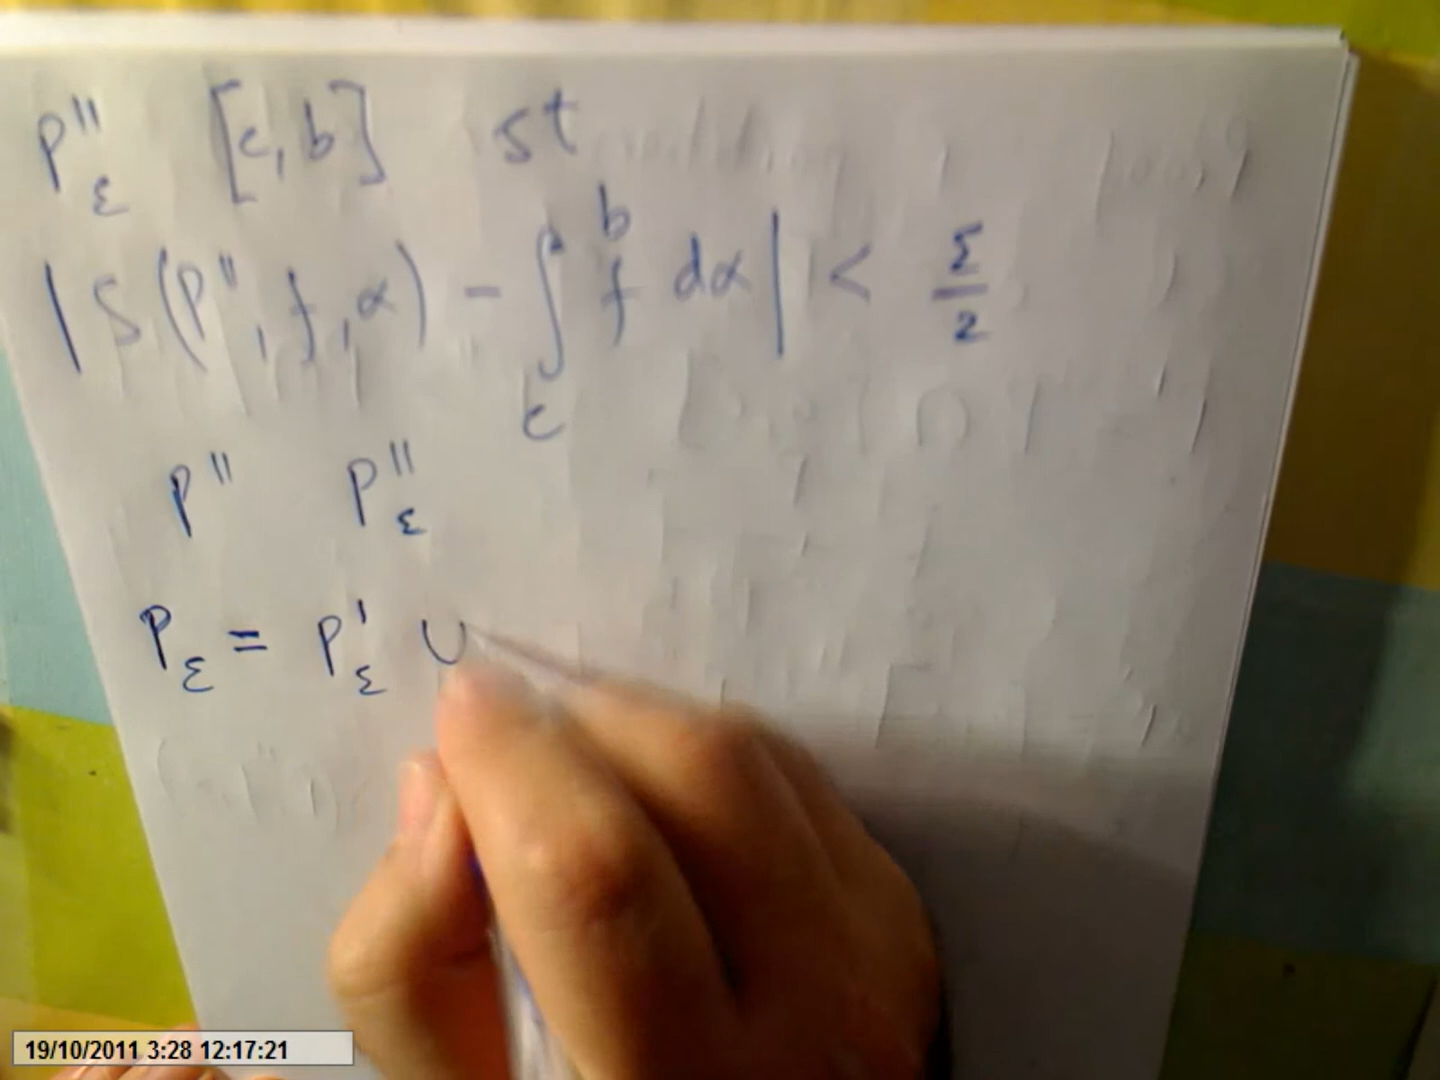 P''ε [c, b] st
| S(P'', f, α) - ∫_c^b f dα | < ε/2
P'' P''ε
Pε = P'ε ∪
19/10/2011 3:28 12:17:21